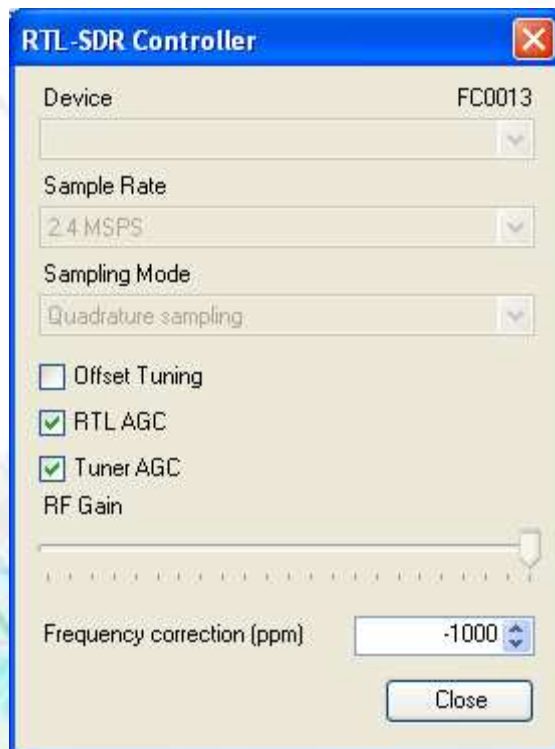 RTL-SDR Controller
Device FC0013
Sample Rate
2.4 MSPS
Sampling Mode
Quadrature sampling
Offset Tuning
RTL AGC
Tuner AGC
RF Gain
Frequency correction (ppm) -1000
Close